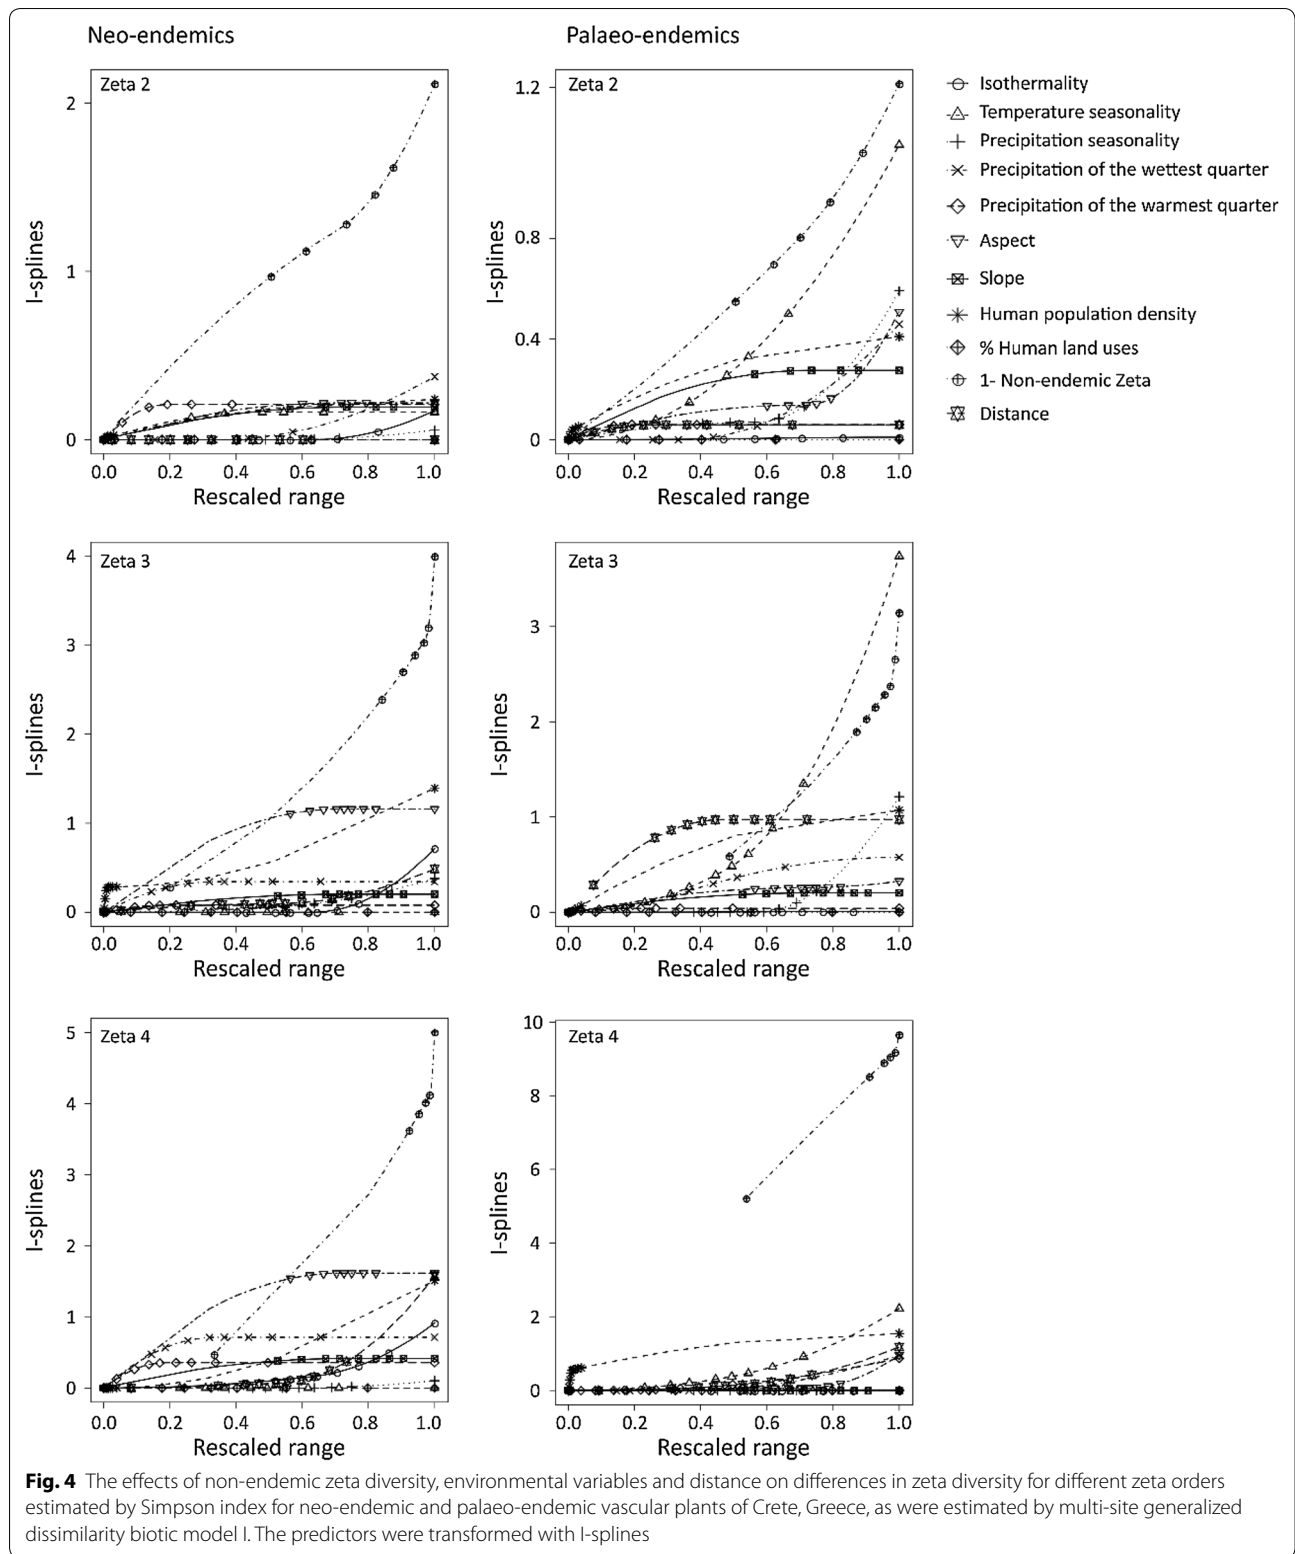 Neo-endemics
Palaeo-endemics
Zeta 2
I-splines
2
1
0
0.0 0.2 0.4 0.6 0.8 1.0
Rescaled range
Zeta 2
I-splines
1.2
0.8
0.4
0
0.0 0.2 0.4 0.6 0.8 1.0
Rescaled range
Isothermality
Temperature seasonality
Precipitation seasonality
Precipitation of the wettest quarter
Precipitation of the warmest quarter
Aspect
Slope
Human population density
% Human land uses
1- Non-endemic Zeta
Distance
Zeta 3
I-splines
4
3
2
1
0
0.0 0.2 0.4 0.6 0.8 1.0
Rescaled range
Zeta 3
I-splines
3
2
1
0
0.0 0.2 0.4 0.6 0.8 1.0
Rescaled range
Zeta 4
I-splines
5
4
3
2
1
0
0.0 0.2 0.4 0.6 0.8 1.0
Rescaled range
Zeta 4
I-splines
10
8
6
4
2
0
0.0 0.2 0.4 0.6 0.8 1.0
Rescaled range
Fig. 4 The effects of non-endemic zeta diversity, environmental variables and distance on differences in zeta diversity for different zeta orders
estimated by Simpson index for neo-endemic and palaeo-endemic vascular plants of Crete, Greece, as were estimated by multi-site generalized
dissimilarity biotic model I. The predictors were transformed with I-splines